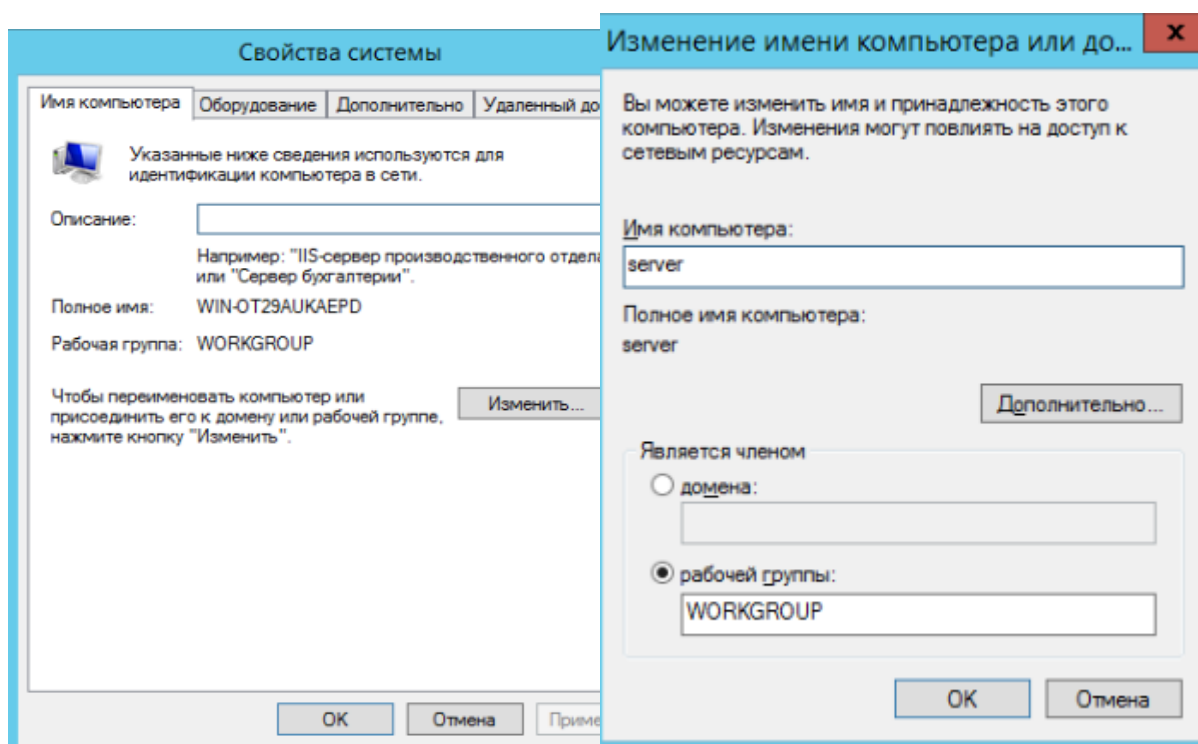 Свойства системы
Имя компьютера
Оборудование
Дополнительно
Удаленный до
Указанные ниже сведения используются для
идентификации компьютера в сети.
Описание:
Например: "IIS-сервер производственного отдела
или "Сервер бухгалтерии".
Полное имя: WIN-OT29AUKAEPD
Рабочая группа: WORKGROUP
Чтобы переименовать компьютер или
присоединить его к домену или рабочей группе,
нажмите кнопку "Изменить".
Изменить...
OK
Отмена
Приме
Изменение имени компьютера или до...
x
Вы можете изменить имя и принадлежность этого
компьютера. Изменения могут повлиять на доступ к
сетевым ресурсам.
Имя компьютера:
server
Полное имя компьютера:
server
Дополнительно...
Является членом
домена:
рабочей группы:
WORKGROUP
OK
Отмена